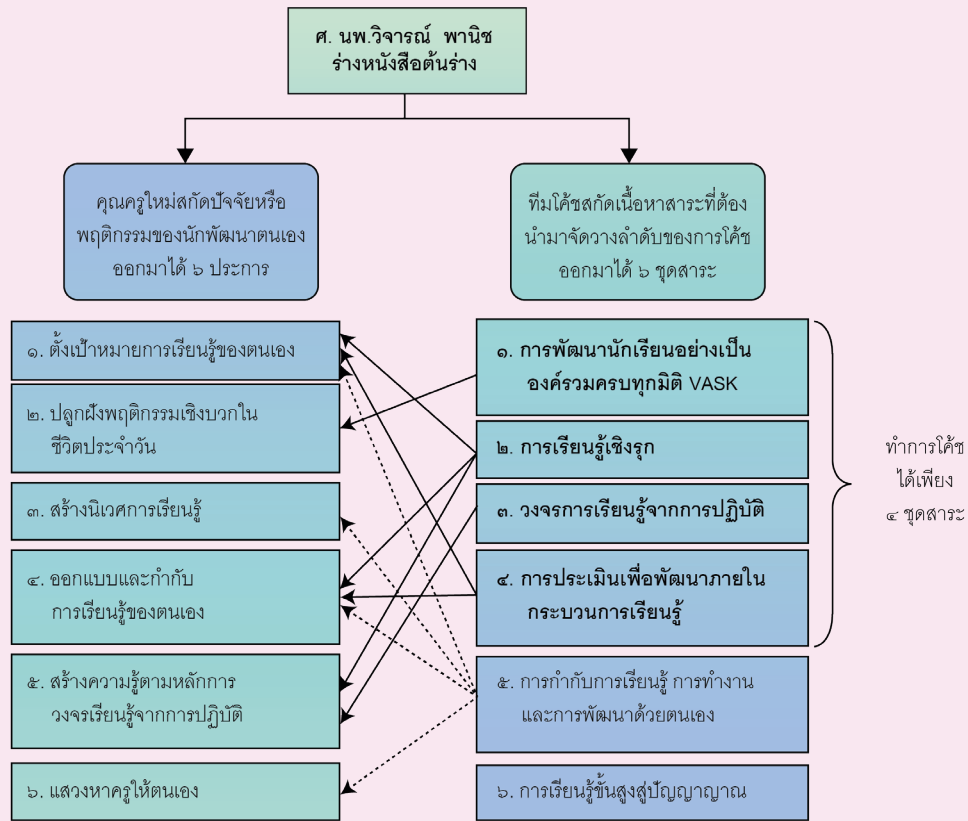 ศ. นพ.วิจารณ์ พานิช
ร่างหนังสือต้นร่าง
คุณครูใหม่สกัดปัจจัยหรือ
พฤติกรรมของนักพัฒนาตนเอง
ออกมาได้ ๖ ประการ
ทีมโค้ชสกัดเนื้อหาสาระที่ต้อง
นำมาจัดวางลำดับของการโค้ช
ออกมาได้ ๖ ชุดสาระ
๑. ตั้งเป้าหมายการเรียนรู้ของตนเอง
๒. ปลูกฝังพฤติกรรมเชิงบวกใน
ชีวิตประจำวัน
๓. สร้างนิเวศการเรียนรู้
๔. ออกแบบและกำกับ
การเรียนรู้ของตนเอง
๕. สร้างความรู้ตามหลักการ
วงจรเรียนรู้จากการปฏิบัติ
๖. แสวงหาครูให้ตนเอง
๑. การพัฒนานักเรียนอย่างเป็น
องค์รวมครบทุกมิติ VASK
๒. การเรียนรู้เชิงรุก
๓. วงจรการเรียนรู้จากการปฏิบัติ
๔. การประเมินเพื่อพัฒนาภายใน
กระบวนการเรียนรู้
๕. การกำกับการเรียนรู้ การทำงาน
และการพัฒนาด้วยตนเอง
๖. การเรียนรู้ขั้นสูงสู่ปัญญาญาณ
ทำการโค้ช
ได้เพียง
๔ ชุดสาระ